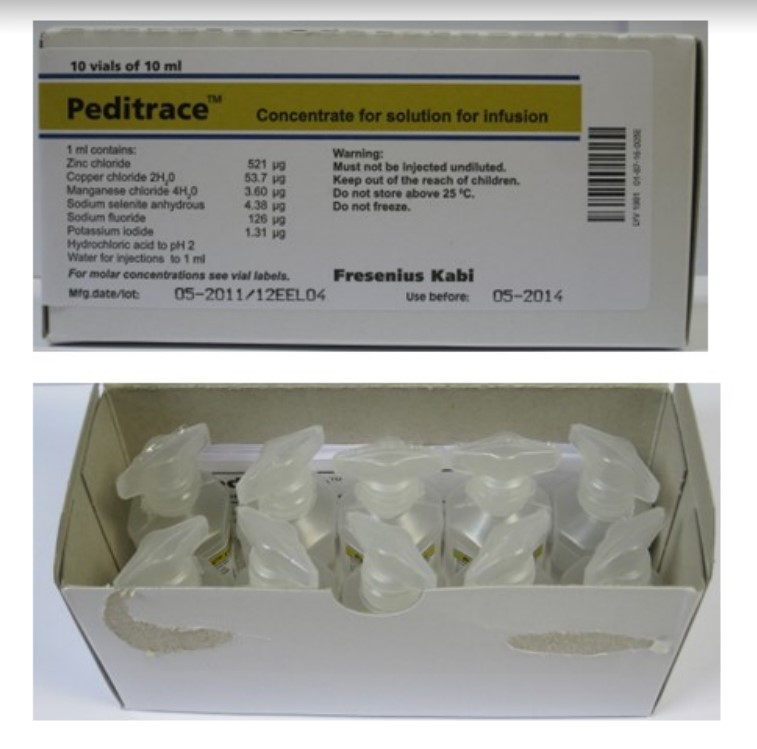 10 vials of 10 ml
Peditrace™ Concentrate for solution for infusion
1 ml contains:
Zinc chloride 521 µg
Copper chloride 2H₂0 53.7 µg
Manganese chloride 4H₂0 3.60 µg
Sodium selenite anhydrous 4.38 µg
Sodium fluoride 126 µg
Potassium iodide 1.31 µg
Hydrochloric acid to pH 2
Water for injections to 1 ml
For molar concentrations see vial labels.
Warning:
Must not be injected undiluted.
Keep out of the reach of children.
Do not store above 25 °C.
Do not freeze.
Fresenius Kabi
Mfg.date/lot: 05-2011/12EEL04 Use before: 05-2014